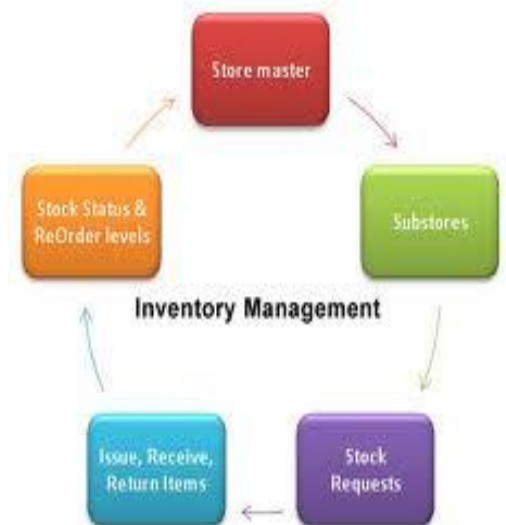 Store master
Substores
Stock Status &
ReOrder levels
Inventory Management
Issue, Receive,
Return Items
Stock
Requests